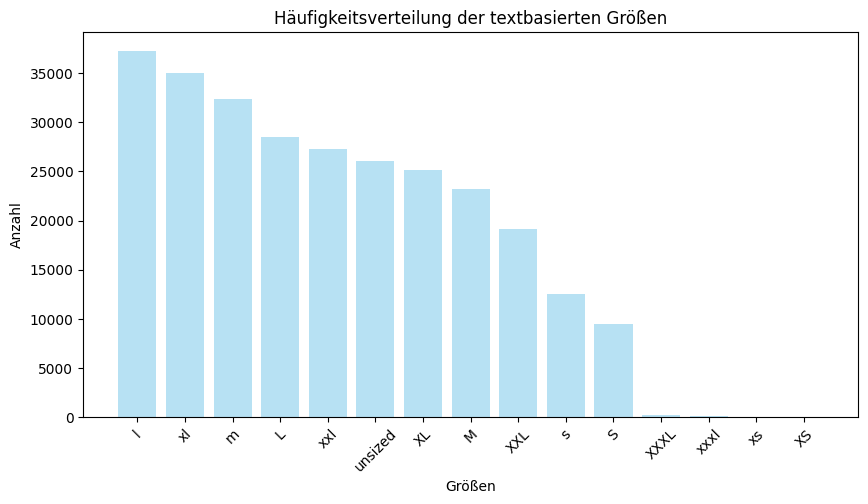 Häufigkeitsverteilung der textbasierten Größen
Anzahl
35000
30000
25000
20000
15000
10000
5000
0
l
xl
m
L
xxl
unsized
XL
M
XXL
s
S
XXXL
xxxl
xs
XS
Größen